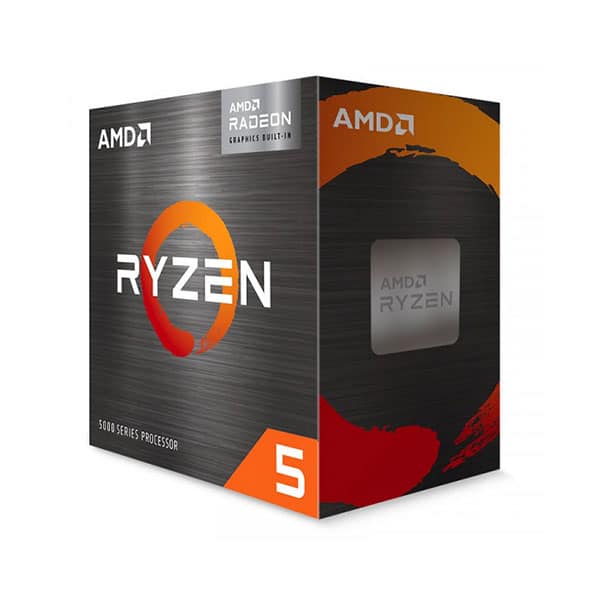 AMD
AMD
RADEON
GRAPHICS BUILT-IN
RYZEN
5000 SERIES PROCESSOR
5
AMD
AMD
RYZEN